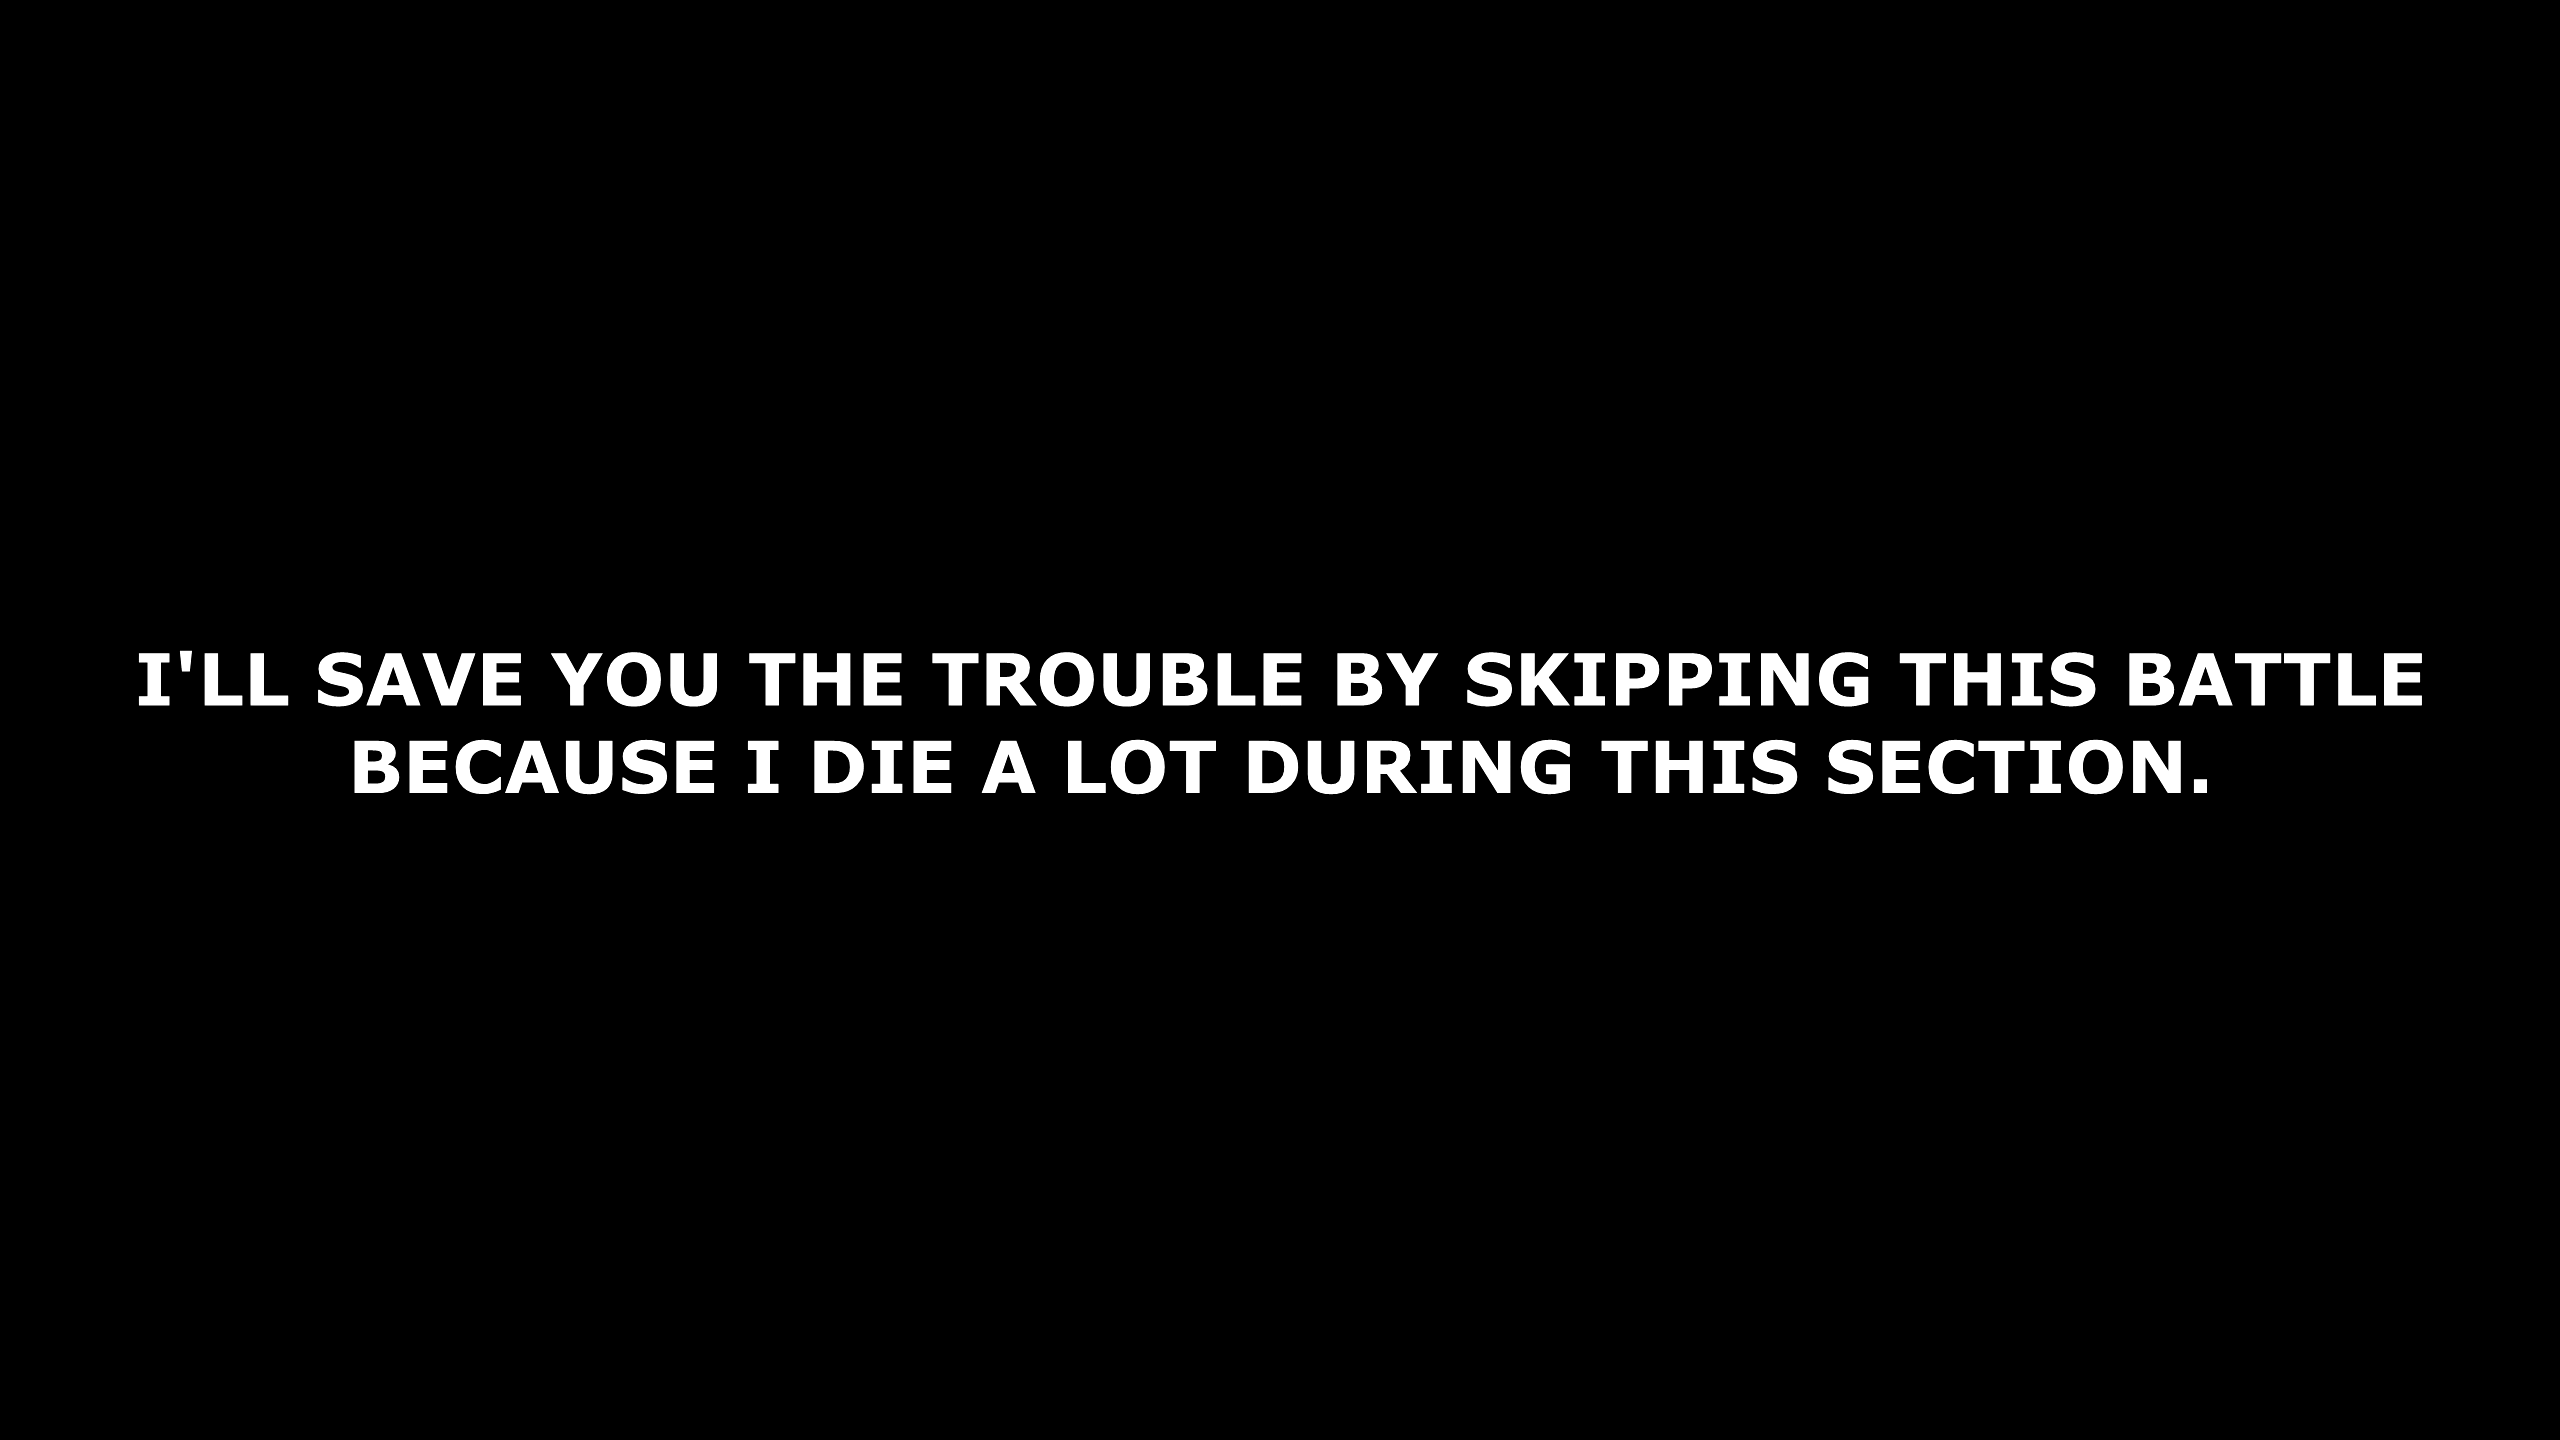 I'LL SAVE YOU THE TROUBLE BY SKIPPING THIS BATTLE
BECAUSE I DIE A LOT DURING THIS SECTION.